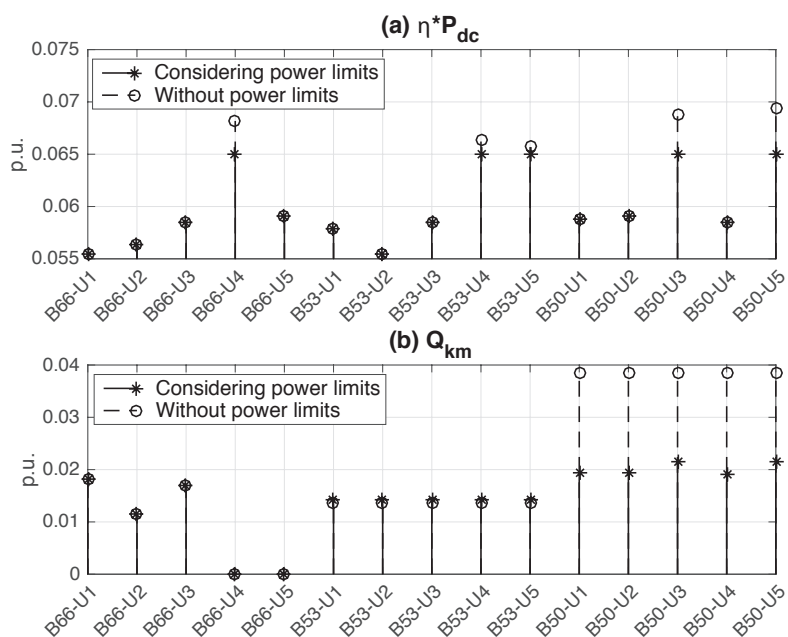 (a) η*P_dc
0.075
0.07
0.065
0.06
0.055
p.u.
Considering power limits
Without power limits
B66-U1
B66-U2
B66-U3
B66-U4
B66-U5
B53-U1
B53-U2
B53-U3
B53-U4
B53-U5
B50-U1
B50-U2
B50-U3
B50-U4
B50-U5
(b) Q_km
0.04
0.03
0.02
0.01
0
p.u.
Considering power limits
Without power limits
B66-U1
B66-U2
B66-U3
B66-U4
B66-U5
B53-U1
B53-U2
B53-U3
B53-U4
B53-U5
B50-U1
B50-U2
B50-U3
B50-U4
B50-U5